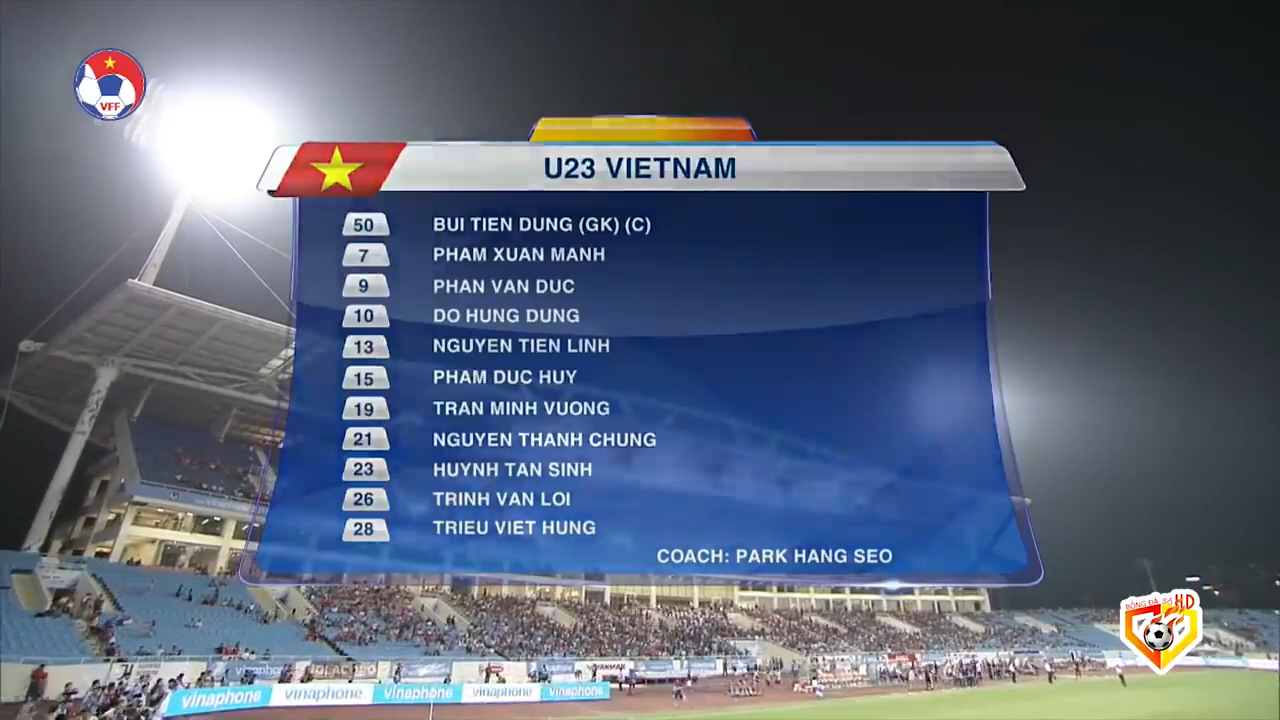 VFF
U23 VIETNAM
50 BUI TIEN DUNG (GK) (C)
7 PHAM XUAN MANH
9 PHAN VAN DUC
10 DO HUNG DUNG
13 NGUYEN TIEN LINH
15 PHAM DUC HUY
19 TRAN MINH VUONG
21 NGUYEN THANH CHUNG
23 HUYNH TAN SINH
26 TRINH VAN LOI
28 TRIEU VIET HUNG
COACH: PARK HANG SEO
BÓNG ĐÁ SỐ HD
vinaphone vinaphone vinaphone vinaphone vinaphone